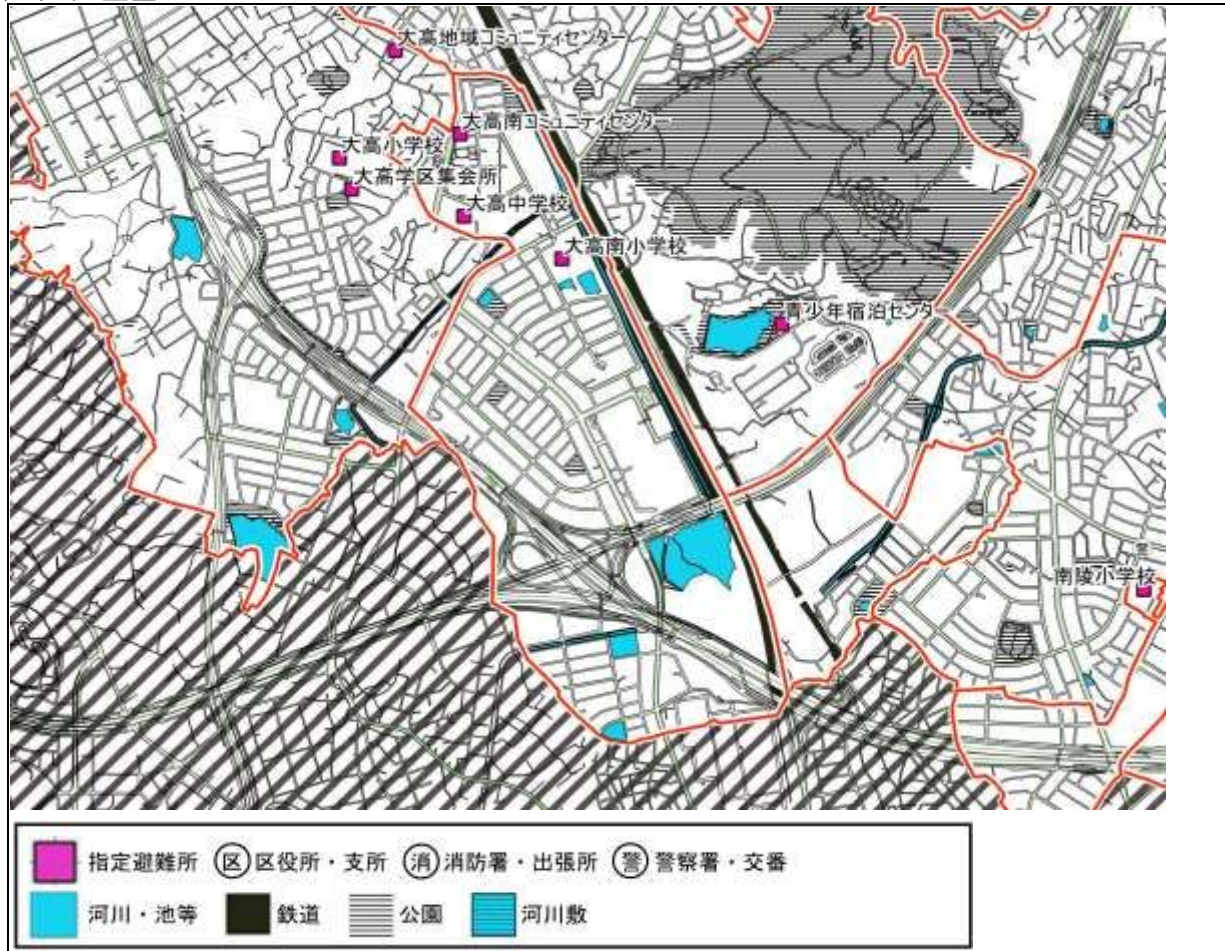 大高地域コミュニティセンター
大高南コミュニティセンター
大高小学校
大高学区集会所
大高中学校
大高南小学校
青少年宿泊センタ
警
南陵小学校
指定避難所 区 区役所・支所 消 消防署・出張所 警 警察署・交番
河川・池等 鉄道 公園 河川敷